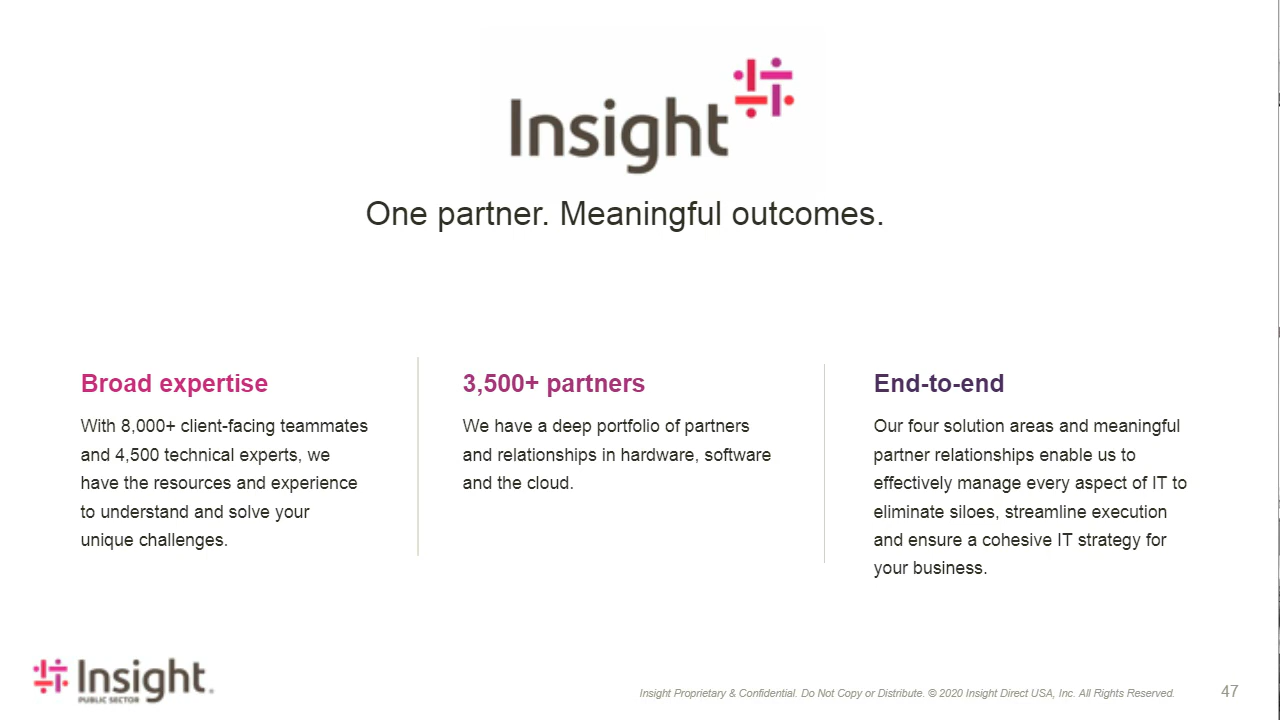 Insight
One partner. Meaningful outcomes.
Broad expertise
With 8,000+ client-facing teammates
and 4,500 technical experts, we
have the resources and experience
to understand and solve your
unique challenges.
3,500+ partners
We have a deep portfolio of partners
and relationships in hardware, software
and the cloud.
End-to-end
Our four solution areas and meaningful
partner relationships enable us to
effectively manage every aspect of IT to
eliminate siloes, streamline execution
and ensure a cohesive IT strategy for
your business.
Insight.
PUBLIC SECTOR
Insight Proprietary & Confidential. Copy or Distribute. © 2020 Insight Direct USA, Inc. All Rights Reserved.
47